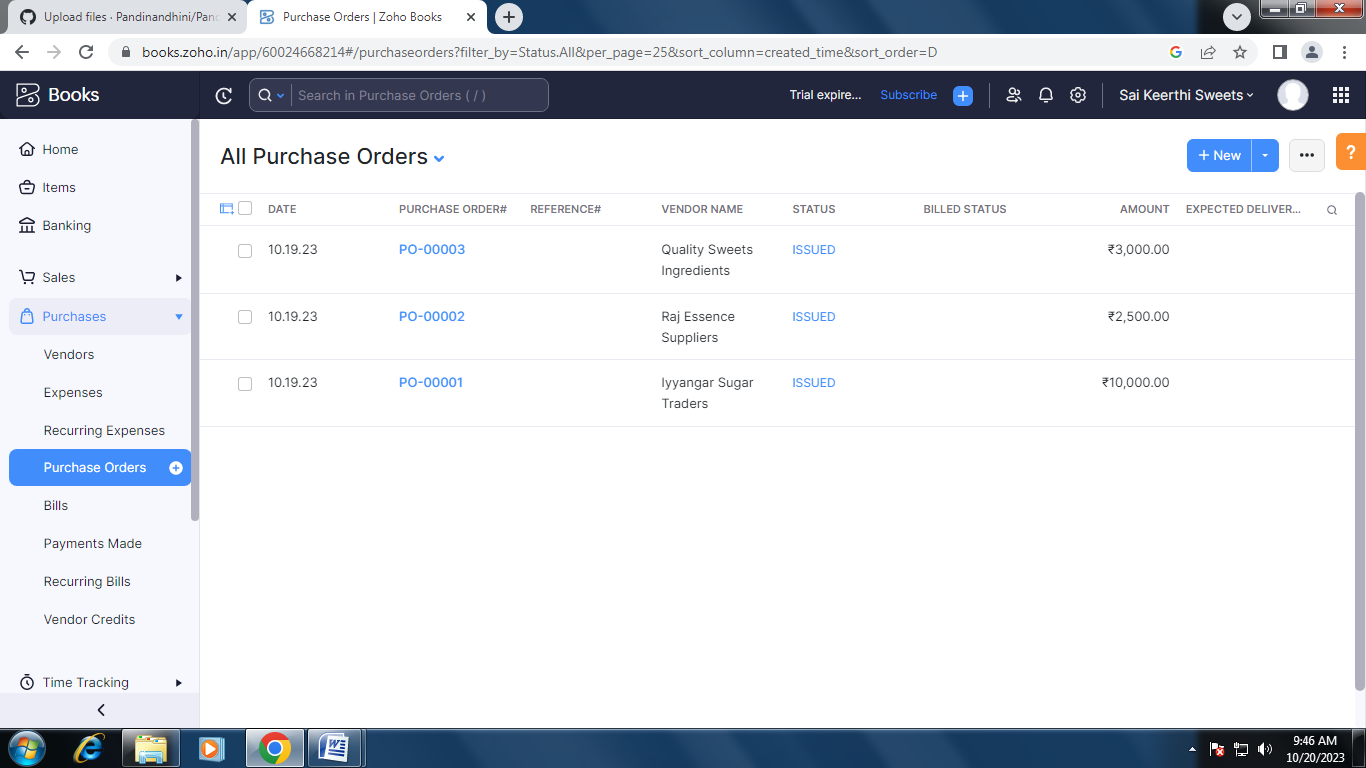 Upload files · Pandinandhini/Pand
Purchase Orders | Zoho Books
books.zoho.in/app/60024668214#/purchaseorders?filter_by=Status.All&per_page=25&sort_column=created_time&sort_order=D
Books
Search in Purchase Orders ( / )
Trial expire...
Subscribe
Sai Keerthi Sweets
Home
Items
Banking
Sales
Purchases
Vendors
Expenses
Recurring Expenses
Purchase Orders
Bills
Payments Made
Recurring Bills
Vendor Credits
Time Tracking
All Purchase Orders
+ New
?
DATE PURCHASE ORDER# REFERENCE# VENDOR NAME STATUS BILLED STATUS AMOUNT EXPECTED DELIVER...
10.19.23 PO-00003 Quality Sweets ISSUED ₹3,000.00
Ingredients
10.19.23 PO-00002 Raj Essence ISSUED ₹2,500.00
Suppliers
10.19.23 PO-00001 Iyyangar Sugar ISSUED ₹10,000.00
Traders
9:46 AM
10/20/2023